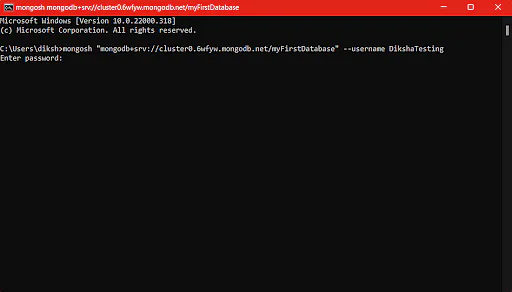 mongosh mongodb+srv://cluster0.6wfyw.mongodb.net/myFirstDatabase
Microsoft Windows [Version 10.0.22000.318]
(c) Microsoft Corporation. All rights reserved.
C:\Users\diksh>mongosh "mongodb+srv://cluster0.6wfyw.mongodb.net/myFirstDatabase" --username DikshaTesting
Enter password: